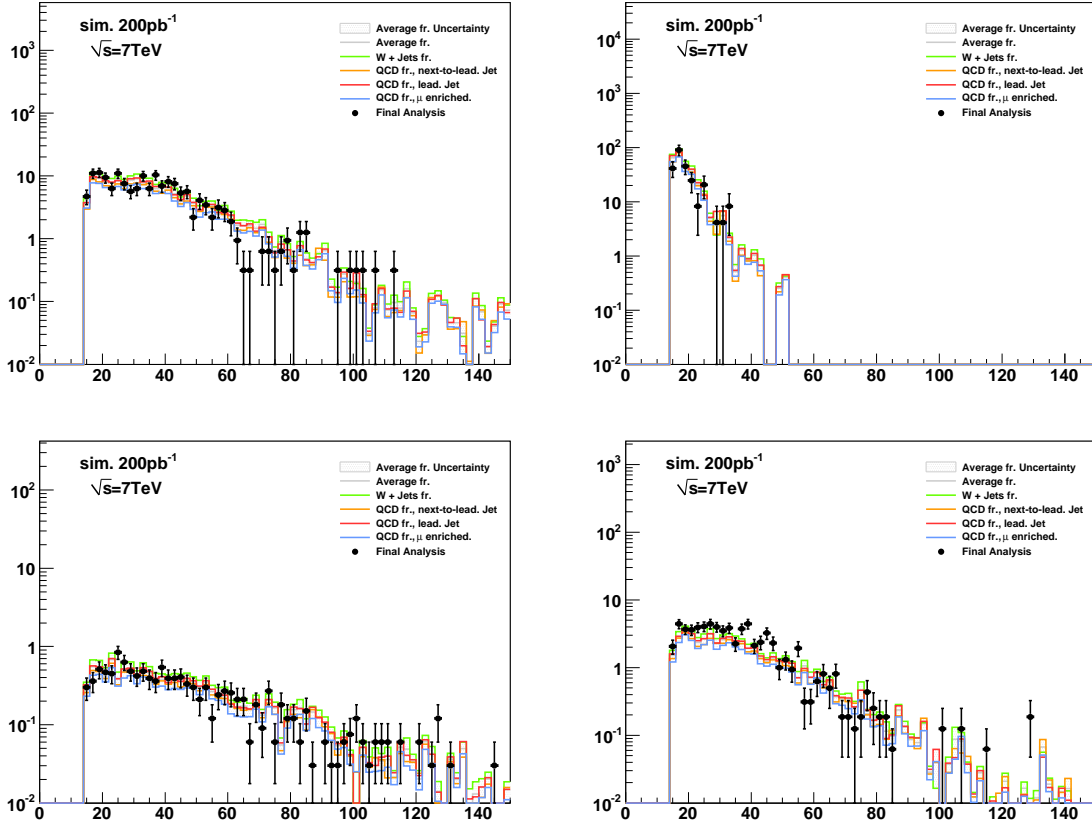 sim. 200pb⁻¹
√s=7TeV
Average fr. Uncertainty
Average fr.
W + Jets fr.
QCD fr., next-to-lead. Jet
QCD fr., lead. Jet
QCD fr., μ enriched.
Final Analysis
10³
10²
10
1
10⁻¹
10⁻²
0 20 40 60 80 100 120 140
sim. 200pb⁻¹
√s=7TeV
Average fr. Uncertainty
Average fr.
W + Jets fr.
QCD fr., next-to-lead. Jet
QCD fr., lead. Jet
QCD fr., μ enriched.
Final Analysis
10⁴
10³
10²
10
1
10⁻¹
10⁻²
0 20 40 60 80 100 120 140
sim. 200pb⁻¹
√s=7TeV
Average fr. Uncertainty
Average fr.
W + Jets fr.
QCD fr., next-to-lead. Jet
QCD fr., lead. Jet
QCD fr., μ enriched.
Final Analysis
10²
10
1
10⁻¹
10⁻²
0 20 40 60 80 100 120 140
sim. 200pb⁻¹
√s=7TeV
Average fr. Uncertainty
Average fr.
W + Jets fr.
QCD fr., next-to-lead. Jet
QCD fr., lead. Jet
QCD fr., μ enriched.
Final Analysis
10³
10²
10
1
10⁻¹
10⁻²
0 20 40 60 80 100 120 140